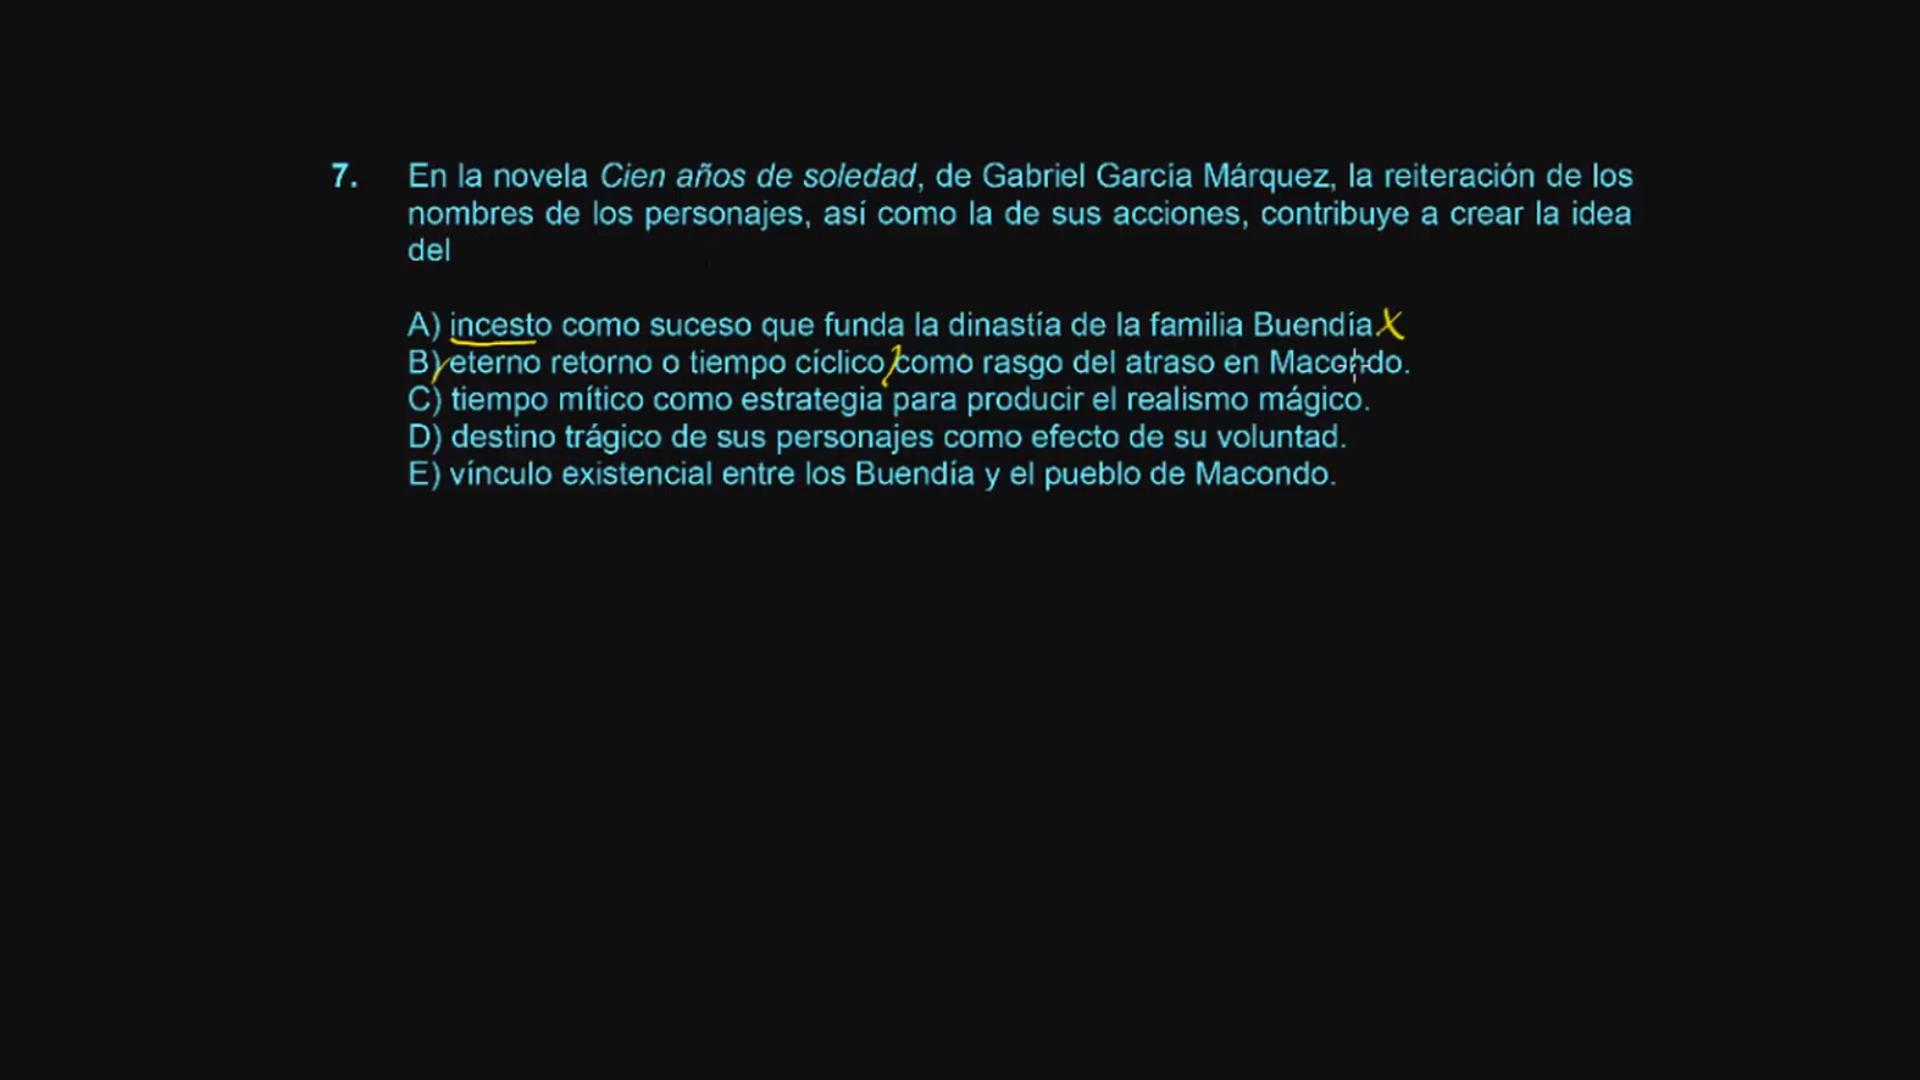 7. En la novela Cien años de soledad, de Gabriel García Márquez, la reiteración de los
nombres de los personajes, así como la de sus acciones, contribuye a crear la idea
del
A) incesto como suceso que funda la dinastía de la familia Buendía X
B) eterno retorno o tiempo cíclico como rasgo del atraso en Macondo.
C) tiempo mítico como estrategia para producir el realismo mágico.
D) destino trágico de sus personajes como efecto de su voluntad.
E) vínculo existencial entre los Buendía y el pueblo de Macondo.